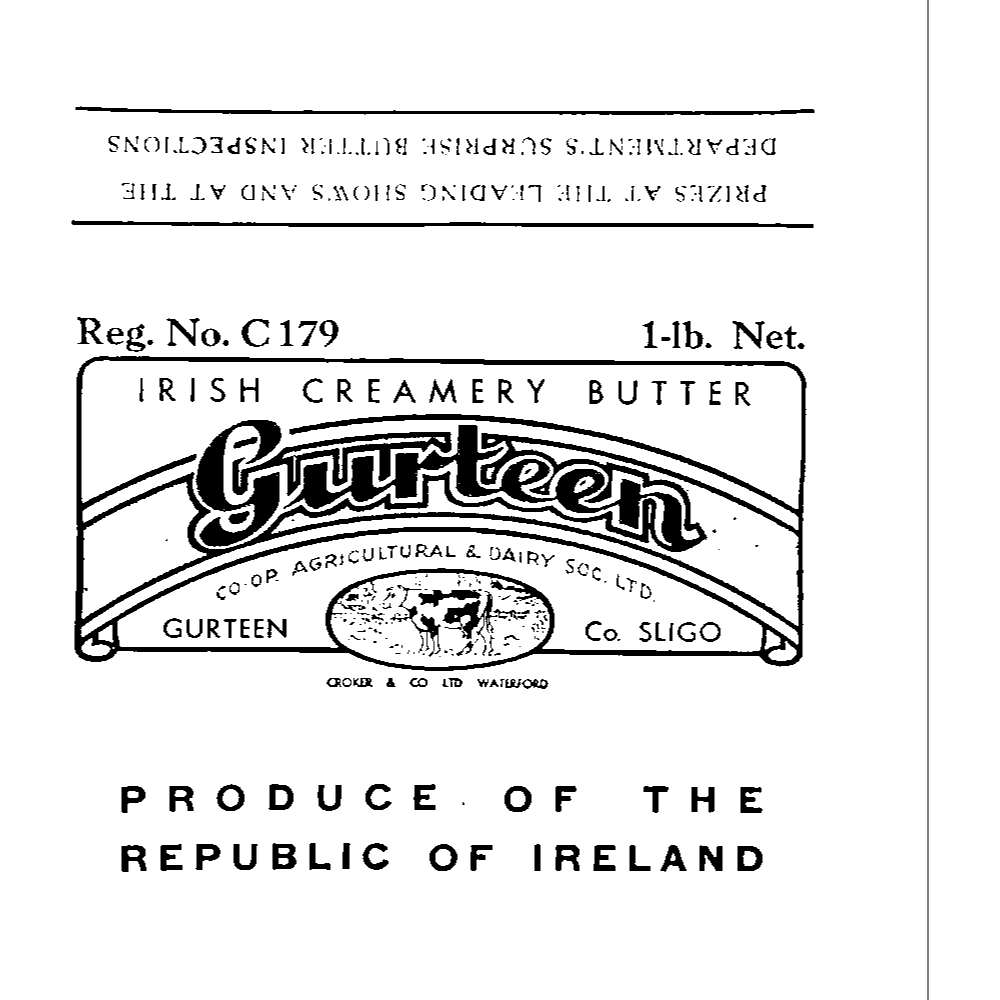 PRIZES AT THE LEADING SHOWS AND AT THE
DEPARTMENT'S SURPRISE BUTTER INSPECTIONS
Reg. No. C 179 1-lb. Net.
IRISH CREAMERY BUTTER
Gurteen
CO-OP. AGRICULTURAL & DAIRY SOC. LTD.
GURTEEN Co. SLIGO
CROKER & CO LTD WATERFORD
PRODUCE OF THE
REPUBLIC OF IRELAND